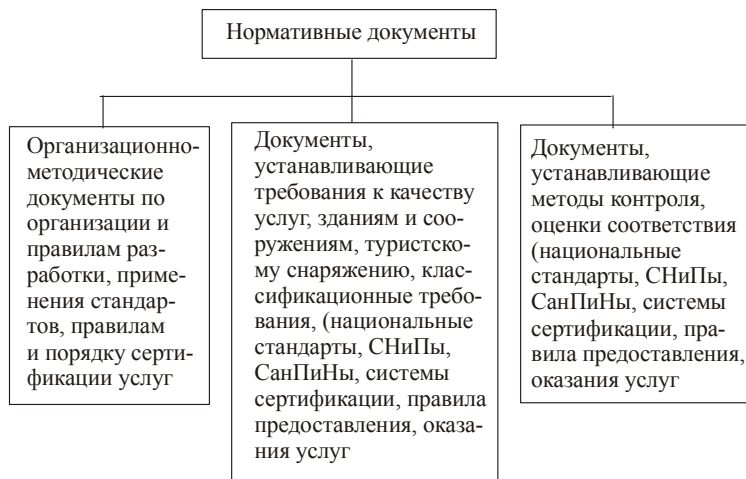 Нормативные документы
Организационно-
методические
документы по
организации и
правилам раз-
работки, приме-
нения стандар-
тов, правилам
и порядку серти-
фикации услуг
Документы,
устанавливающие
требования к качеству
услуг, зданиям и соо-
ружениям, туристско-
му снаряжению, клас-
сификационные требо-
вания, (национальные
стандарты, СНиПы,
СанПиНы, системы
сертификации, правила
предоставления, оказа-
ния услуг
Документы,
устанавливающие
методы контроля,
оценки соответствия
(национальные
стандарты, СНиПы,
СанПиНы, системы
сертификации, пра-
вила предоставления,
оказания услуг